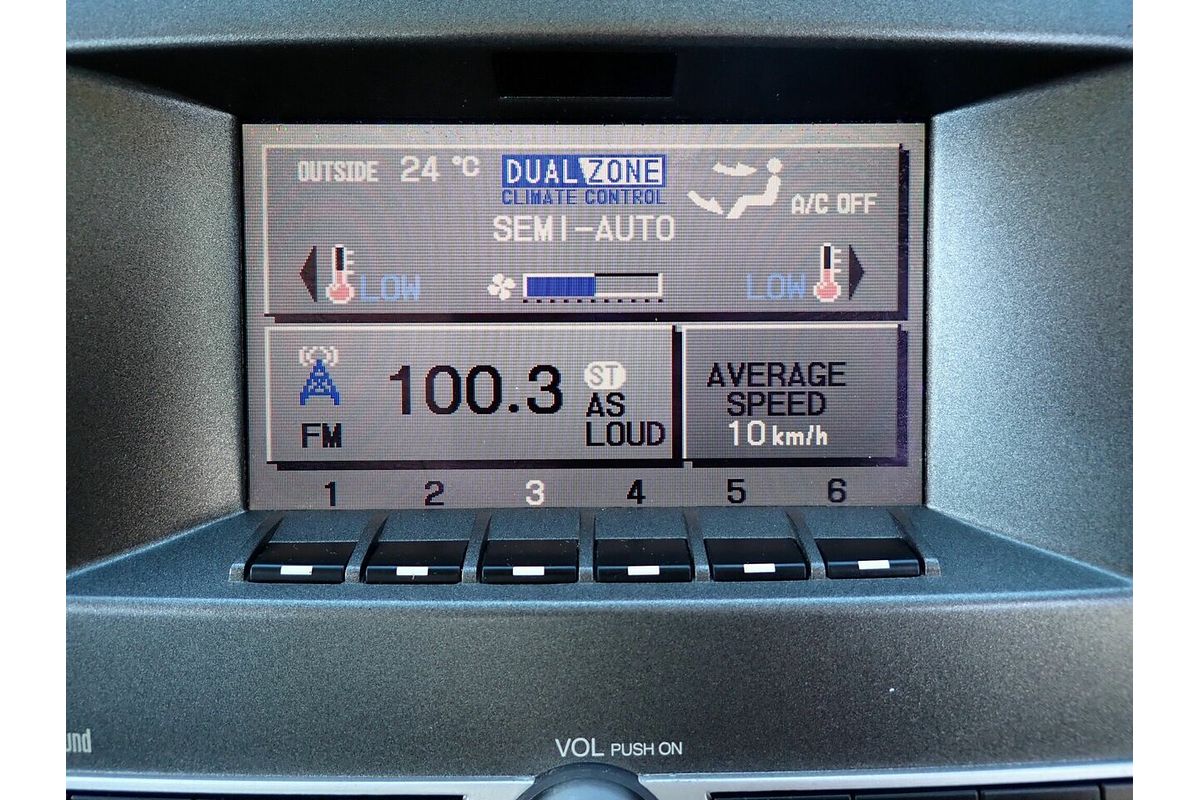 OUTSIDE 24 °C
DUAL ZONE
CLIMATE CONTROL
SEMI-AUTO
A/C OFF
LOW
LOW
100.3
ST
AS
LOUD
FM
AVERAGE
SPEED
10 km/h
1 2 3 4 5 6
und
VOL PUSH ON